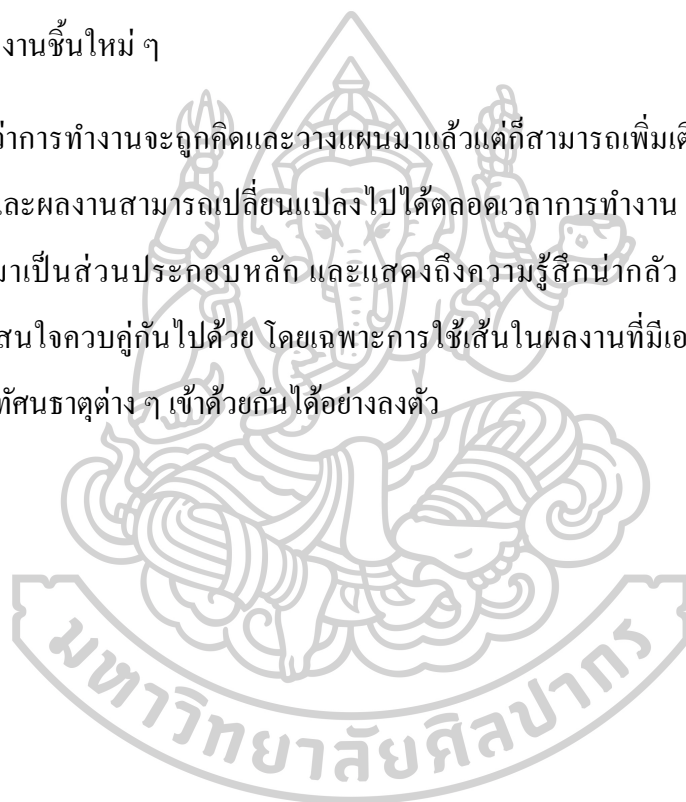 งานชิ้นใหม่ ๆ
ว่าการทำงานจะถูกคิดและวางแผนมาแล้วแต่ก็สามารถเพิ่มเติ
และผลงานสามารถเปลี่ยนแปลงไปได้ตลอดเวลาการทำงาน
มาเป็นส่วนประกอบหลัก และแสดงถึงความรู้สึกน่ากลัว
สนใจควบคู่กันไปด้วย โดยเฉพาะการใช้เส้นในผลงานที่มีเอ
ทัศนธาตุต่าง ๆ เข้าด้วยกันได้อย่างลงตัว
มหาวิทยาลัยศิลปากร